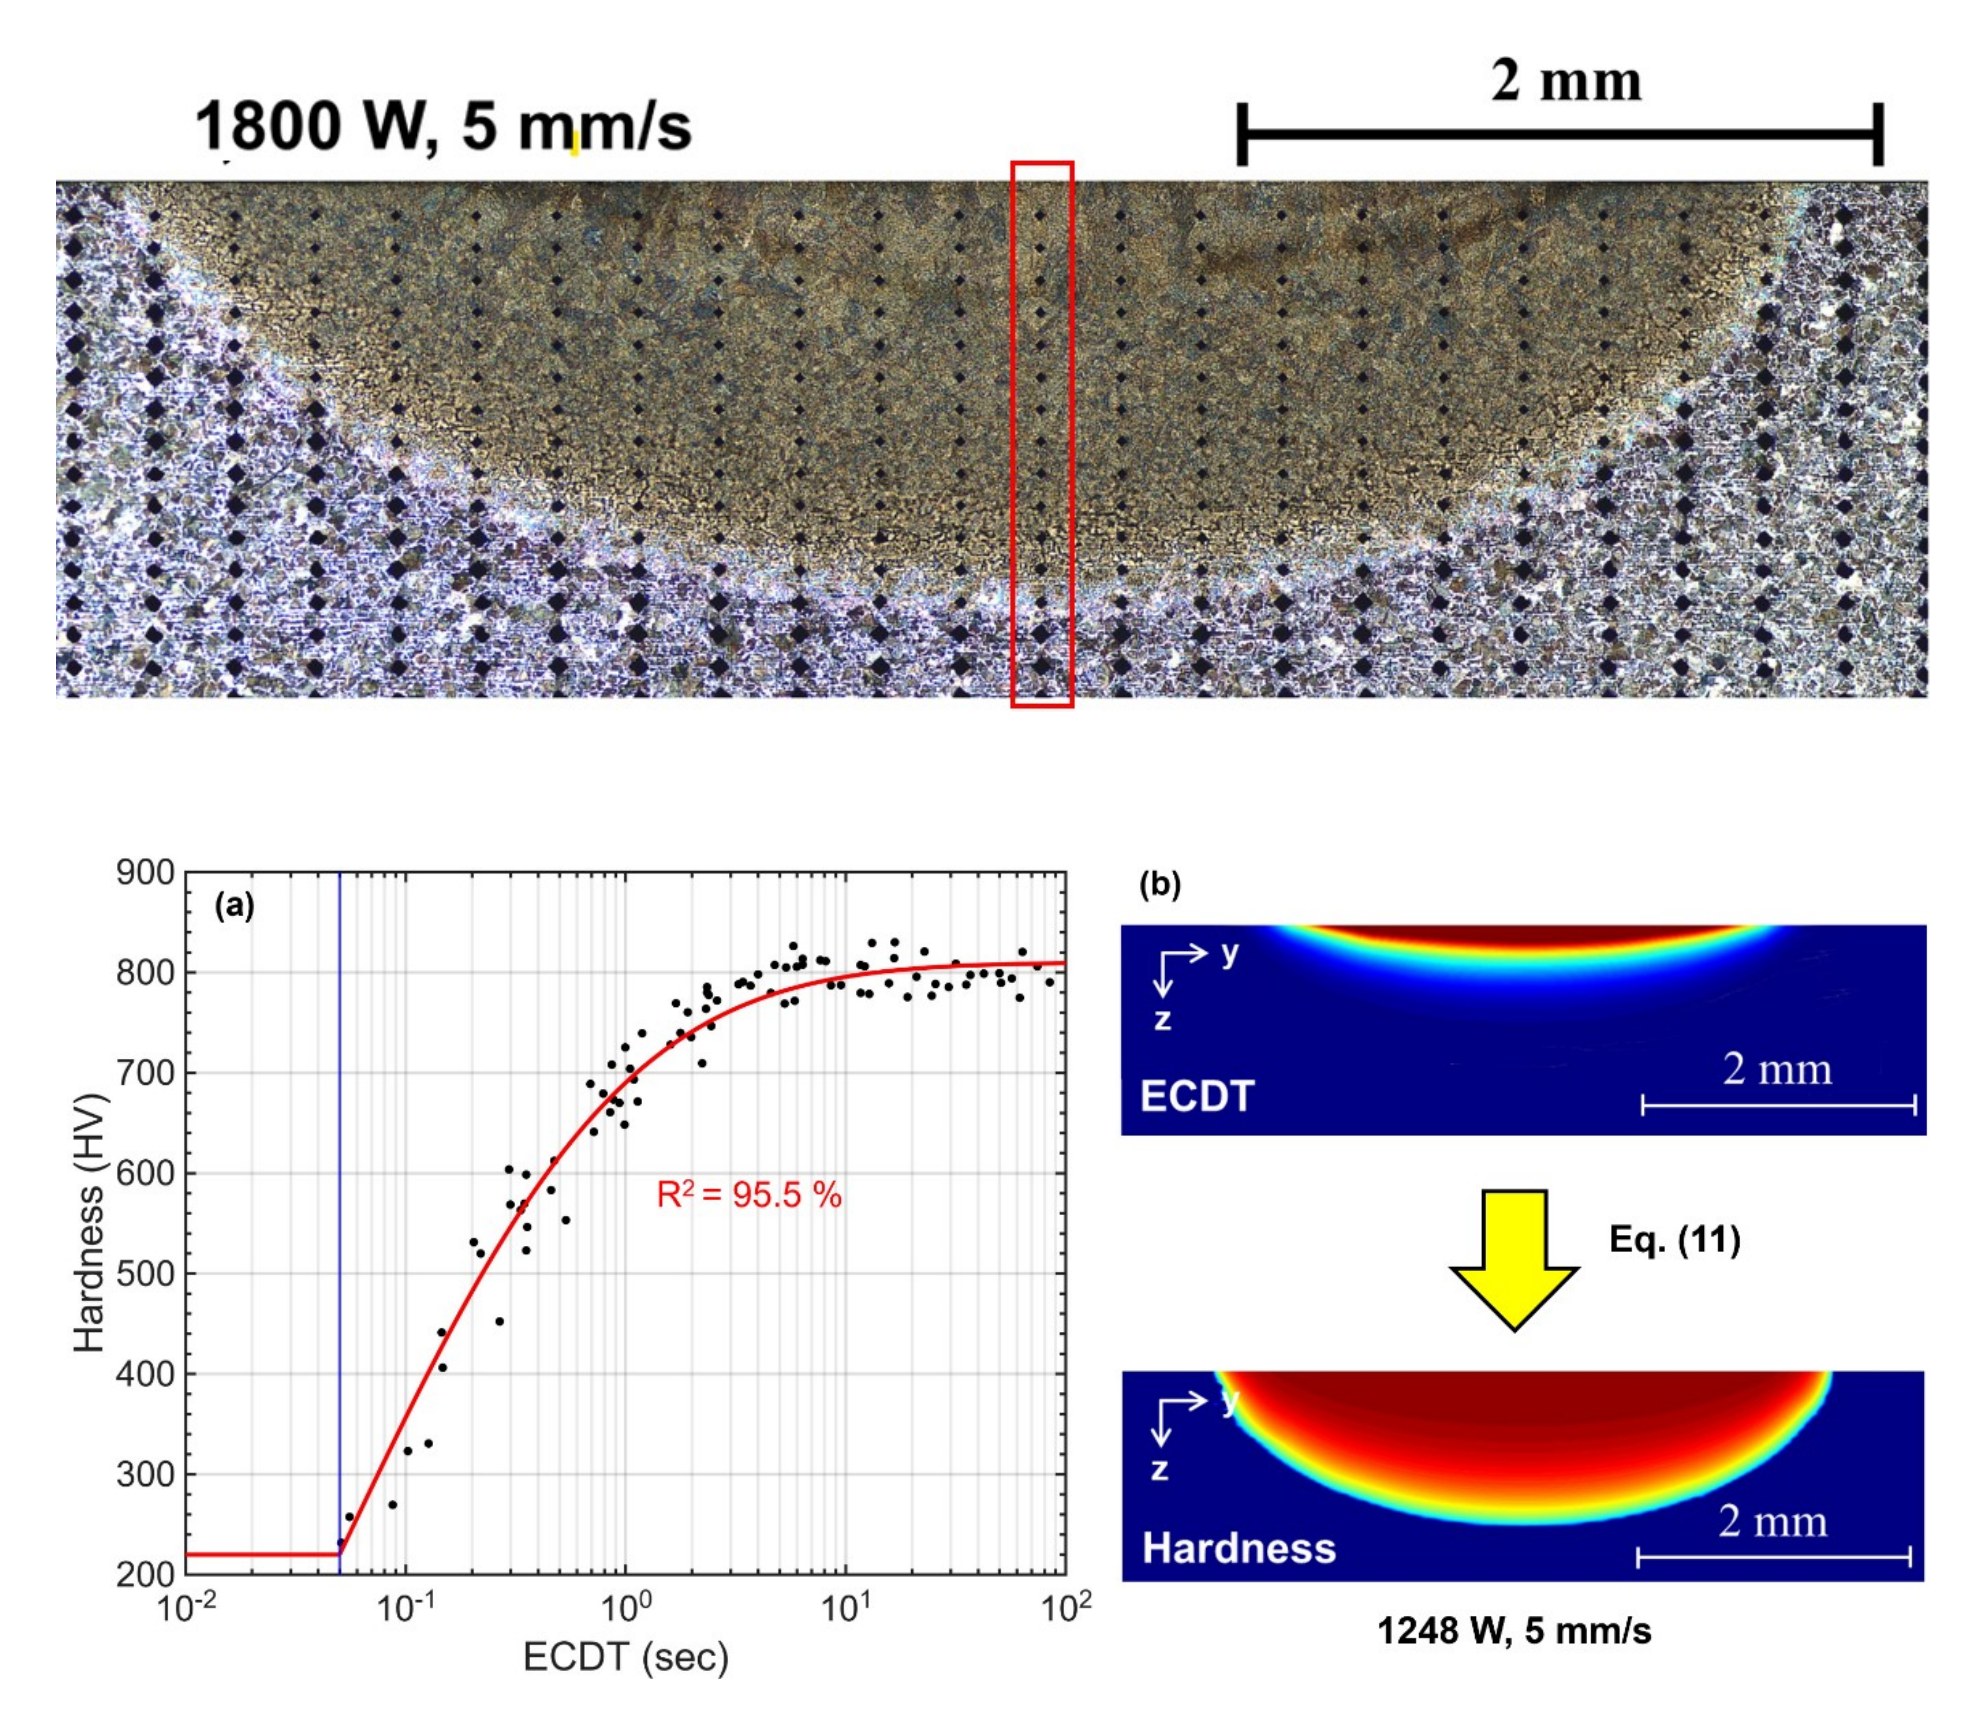 2 mm
1800 W, 5 mm/s
900
800
700
600
500
400
300
200
(a)
R² = 95.5 %
Hardness (HV)
10⁻² 10⁻¹ 10⁰ 10¹ 10²
ECDT (sec)
(b)
y
z
2 mm
ECDT
Eq. (11)
y
z
2 mm
Hardness
1248 W, 5 mm/s